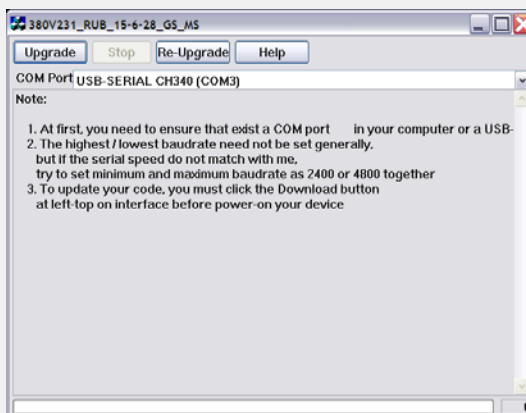 380V231_RUB_15-6-28_GS_MS
Upgrade Stop Re-Upgrade Help
COM Port USB-SERIAL CH340 (COM3)
Note:
1. At first, you need to ensure that exist a COM port in your computer or a USB-
2. The highest / lowest baudrate need not be set generally,
but if the serial speed do not match with me,
try to set minimum and maximum baudrate as 2400 or 4800 together
3. To update your code, you must click the Download button
at left-top on interface before power-on your device